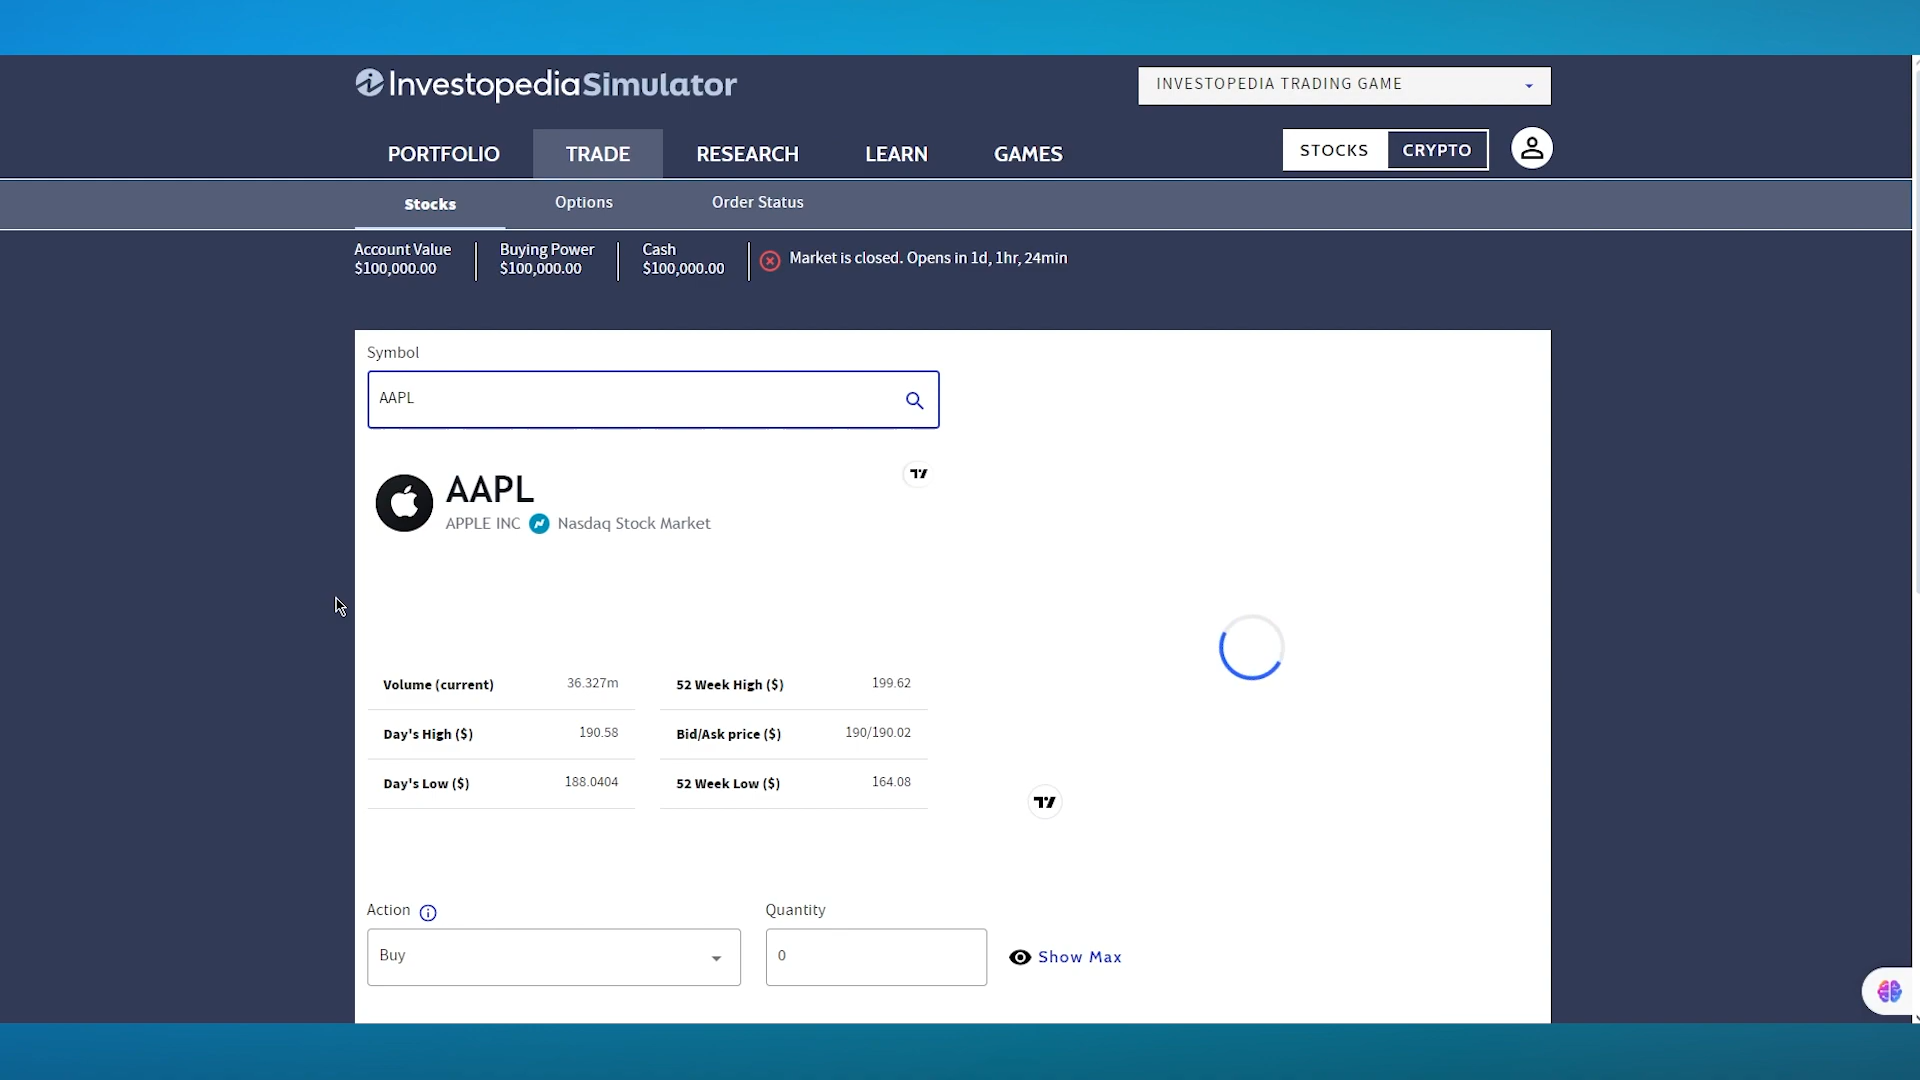 InvestopediaSimulator
INVESTOPEDIA TRADING GAME
PORTFOLIO TRADE RESEARCH LEARN GAMES STOCKS CRYPTO
Stocks Options Order Status
Account Value Buying Power Cash
$100,000.00 $100,000.00 $100,000.00 Market is closed. Opens in 1d, 1hr, 24min
Symbol
AAPL
AAPL
APPLE INC Nasdaq Stock Market
Volume (current) 36.327m 52 Week High ($) 199.62
Day's High ($) 190.58 Bid/Ask price ($) 190/190.02
Day's Low ($) 188.0404 52 Week Low ($) 164.08
Action Quantity
Buy 0 Show Max